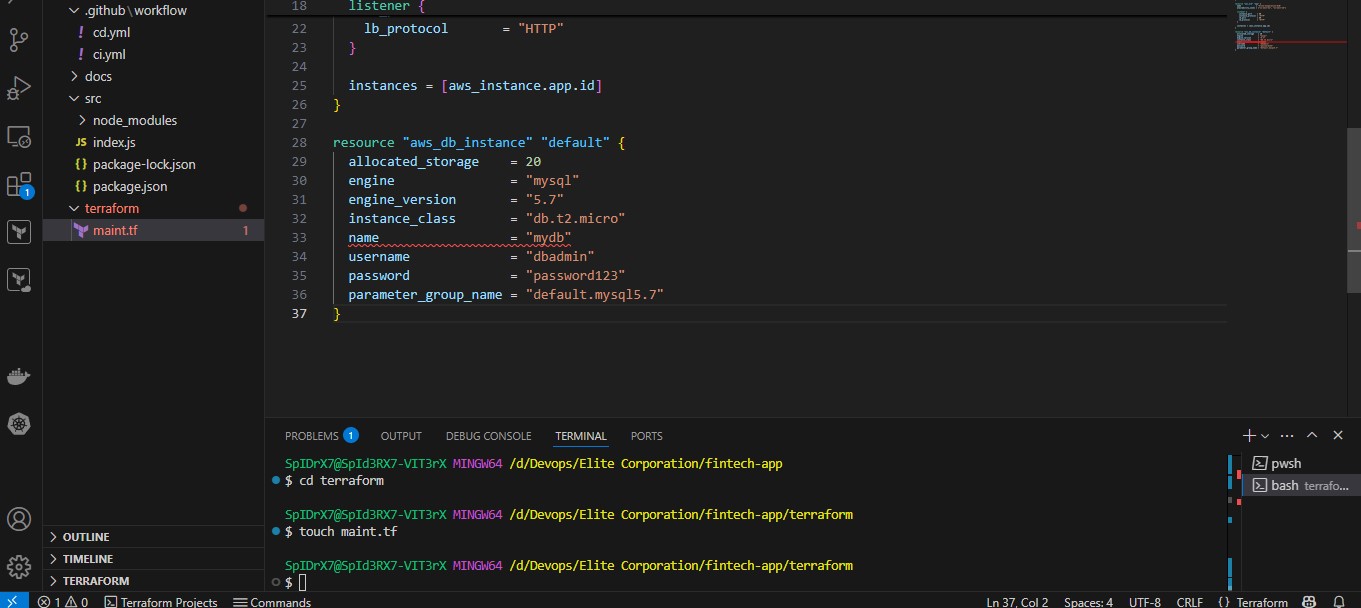 .github\workflow
! cd.yml
! ci.yml
docs
src
node_modules
JS index.js
{} package-lock.json
{} package.json
terraform
maint.tf 1
1
OUTLINE
TIMELINE
TERRAFORM
18 listener {
22 lb_protocol = "HTTP"
23 }
24
25 instances = [aws_instance.app.id]
26 }
27
28 resource "aws_db_instance" "default" {
29 allocated_storage = 20
30 engine = "mysql"
31 engine_version = "5.7"
32 instance_class = "db.t2.micro"
33 name = "mydb"
34 username = "dbadmin"
35 password = "password123"
36 parameter_group_name = "default.mysql5.7"
37 }
PROBLEMS 1 OUTPUT DEBUG CONSOLE TERMINAL PORTS
SpIDrX7@SpId3RX7-VIT3rX MINGW64 /d/Devops/Elite Corporation/fintech-app
$ cd terraform
SpIDrX7@SpId3RX7-VIT3rX MINGW64 /d/Devops/Elite Corporation/fintech-app/terraform
$ touch maint.tf
SpIDrX7@SpId3RX7-VIT3rX MINGW64 /d/Devops/Elite Corporation/fintech-app/terraform
$
pwsh
bash terrafo...
1 0 Terraform Projects Commands Ln 37, Col 2 Spaces: 4 UTF-8 CRLF {} Terraform